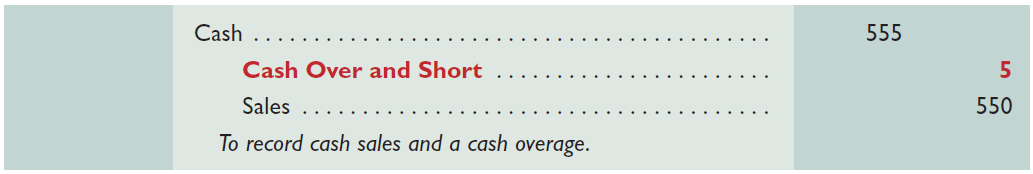 Cash . . . . . . . . . . . . . . . . . . . . . . . . . . . . . . . . . . . . . . . . . . . 555
Cash Over and Short . . . . . . . . . . . . . . . . . . . . . . . 5
Sales . . . . . . . . . . . . . . . . . . . . . . . . . . . . . . . . . . . . . . . 550
To record cash sales and a cash overage.